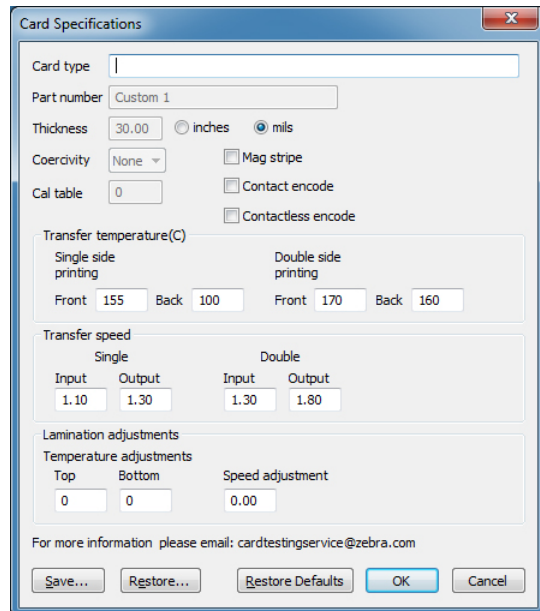 Card Specifications
Card type
Part number Custom 1
Thickness 30.00 inches mils
Coercivity None Mag stripe
Cal table 0 Contact encode
Contactless encode
Transfer temperature(C)
Single side Double side
printing printing
Front 155 Back 100 Front 170 Back 160
Transfer speed
Single Double
Input Output Input Output
1.10 1.30 1.30 1.80
Lamination adjustments
Temperature adjustments
Top Bottom Speed adjustment
0 0 0.00
For more information please email: cardtestingservice@zebra.com
Save... Restore... Restore Defaults OK Cancel